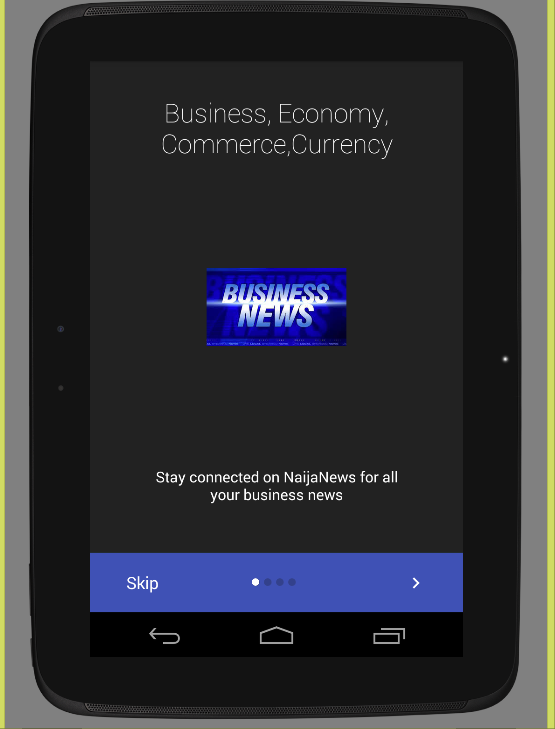 Business, Economy,
Commerce,Currency
BUSINESS
NEWS
Stay connected on NaijaNews for all
your business news
Skip